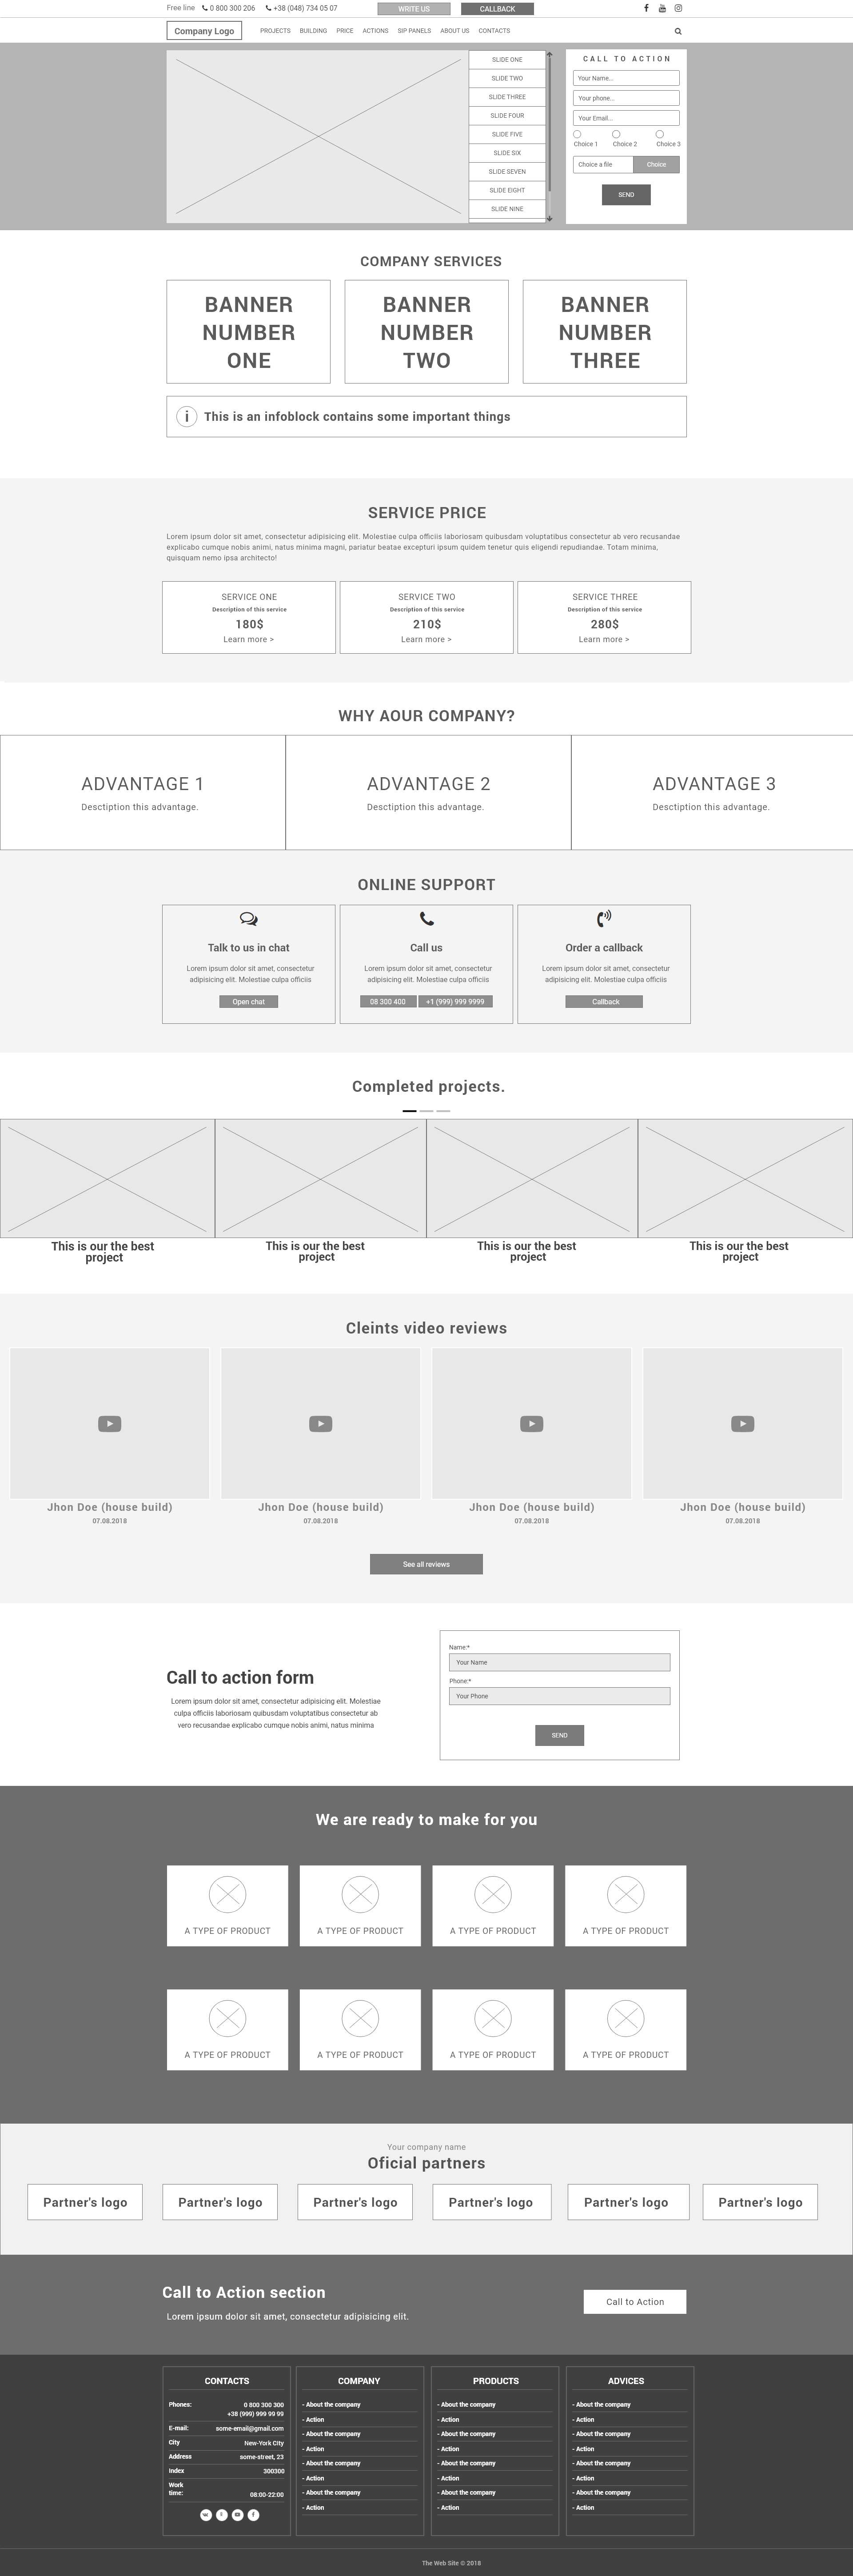 Free line 0 800 300 206 +38 (048) 734 05 07 WRITE US CALLBACK
Company Logo PROJECTS BUILDING PRICE ACTIONS SIP PANELS ABOUT US CONTACTS
SLIDE ONE
SLIDE TWO
SLIDE THREE
SLIDE FOUR
SLIDE FIVE
SLIDE SIX
SLIDE SEVEN
SLIDE EIGHT
SLIDE NINE
CALL TO ACTION
Your Name...
Your phone...
Your Email...
Choice 1 Choice 2 Choice 3
Choice a file Choice
SEND
COMPANY SERVICES
BANNER
NUMBER
ONE
BANNER
NUMBER
TWO
BANNER
NUMBER
THREE
i This is an infoblock contains some important things
SERVICE PRICE
Lorem ipsum dolor sit amet, consectetur adipisicing elit. Molestiae culpa officiis laboriosam quibusdam voluptatibus consectetur ab vero recusandae
explicabo cumque nobis animi, natus minima magni, pariatur beatae excepturi ipsum quidem tenetur quis eligendi repudiandae. Totam minima,
quisquam nemo ipsa architecto!
SERVICE ONE
Description of this service
180$
Learn more >
SERVICE TWO
Description of this service
210$
Learn more >
SERVICE THREE
Description of this service
280$
Learn more >
WHY AOUR COMPANY?
ADVANTAGE 1
Desctiption this advantage.
ADVANTAGE 2
Desctiption this advantage.
ADVANTAGE 3
Desctiption this advantage.
ONLINE SUPPORT
Talk to us in chat
Lorem ipsum dolor sit amet, consectetur
adipisicing elit. Molestiae culpa officiis
Open chat
Call us
Lorem ipsum dolor sit amet, consectetur
adipisicing elit. Molestiae culpa officiis
08 300 400 +1 (999) 999 9999
Order a callback
Lorem ipsum dolor sit amet, consectetur
adipisicing elit. Molestiae culpa officiis
Callback
Completed projects.
This is our the best
project
This is our the best
project
This is our the best
project
This is our the best
project
Cleints video reviews
Jhon Doe (house build)
07.08.2018
Jhon Doe (house build)
07.08.2018
Jhon Doe (house build)
07.08.2018
Jhon Doe (house build)
07.08.2018
See all reviews
Call to action form
Lorem ipsum dolor sit amet, consectetur adipisicing elit. Molestiae
culpa officiis laboriosam quibusdam voluptatibus consectetur ab
vero recusandae explicabo cumque nobis animi, natus minima
Name:*
Your Name
Phone:*
Your Phone
SEND
We are ready to make for you
A TYPE OF PRODUCT A TYPE OF PRODUCT A TYPE OF PRODUCT A TYPE OF PRODUCT
A TYPE OF PRODUCT A TYPE OF PRODUCT A TYPE OF PRODUCT A TYPE OF PRODUCT
Your company name
Oficial partners
Partner's logo Partner's logo Partner's logo Partner's logo Partner's logo Partner's logo
Call to Action section
Lorem ipsum dolor sit amet, consectetur adipisicing elit.
Call to Action
CONTACTS
Phones: 0 800 300 300
+38 (999) 999 99 99
E-mail: some-email@gmail.com
City New-York City
Address some-street, 23
Index 300300
Work
time: 08:00-22:00
COMPANY
- About the company
- Action
- About the company
- Action
- About the company
- Action
- About the company
- Action
PRODUCTS
- About the company
- Action
- About the company
- Action
- About the company
- Action
- About the company
- Action
ADVICES
- About the company
- Action
- About the company
- Action
- About the company
- Action
- About the company
- Action
The Web Site © 2018